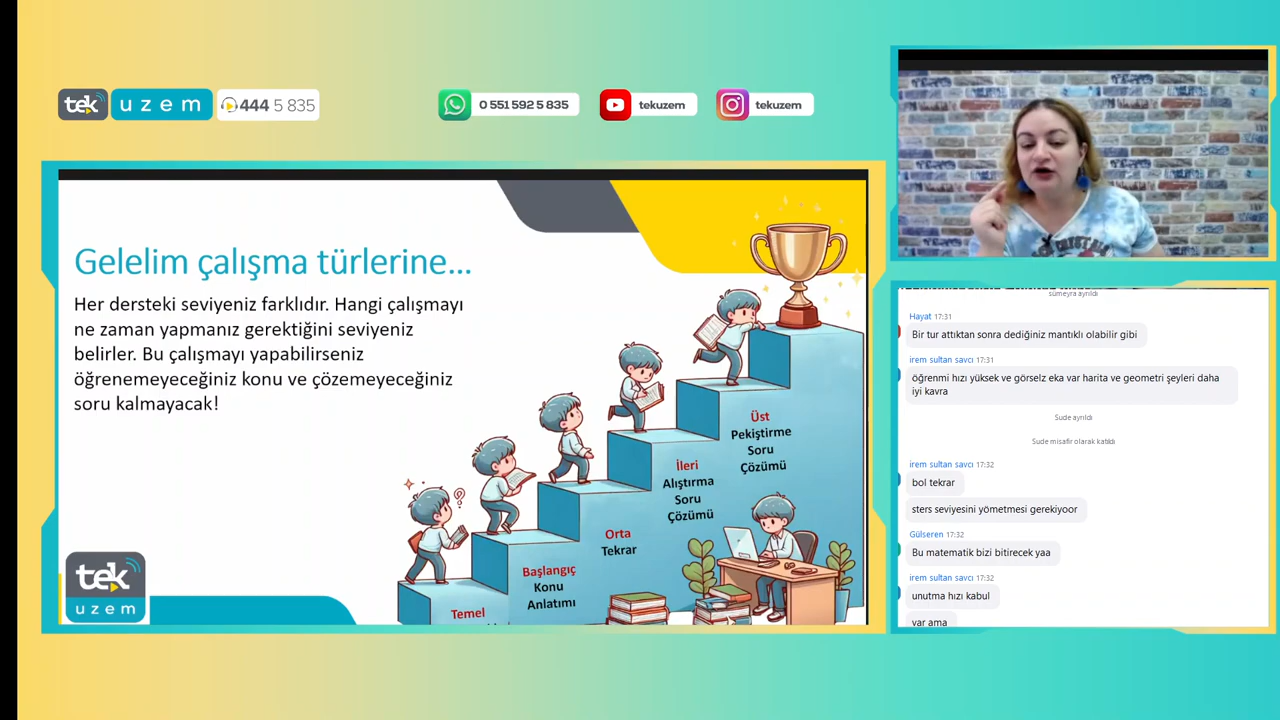 tek uzem 444 5 835
0 551 592 5 835
tekuzem
tekuzem
Gelelim çalışma türlerine...
Her dersteki seviyeniz farklıdır. Hangi çalışmayı
ne zaman yapmanız gerektiğini seviyeniz
belirler. Bu çalışmayı yapabilirseniz
öğrenemeyeceğiniz konu ve çözemeyeceğiniz
soru kalmayacak!
Üst
Pekiştirme
Soru
Çözümü
İleri
Alıştırma
Soru
Çözümü
Orta
Tekrar
Başlangıç
Konu
Anlatımı
Temel
tek
uzem
sümeyra ayrıldı
Hayat 17:31
Bir tur attıktan sonra dediğiniz mantıklı olabilir gibi
irem sultan savcı 17:31
öğrenmi hızı yüksek ve görselz eka var harita ve geometri şeyleri daha
iyi kavra
Sude ayrıldı
Sude misafir olarak katıldı
irem sultan savcı 17:32
bol tekrar
sters seviyesini yömetmesi gerekiyoor
Gülseren 17:32
Bu matematik bizi bitirecek yaa
irem sultan savcı 17:32
unutma hızı kabul
var ama